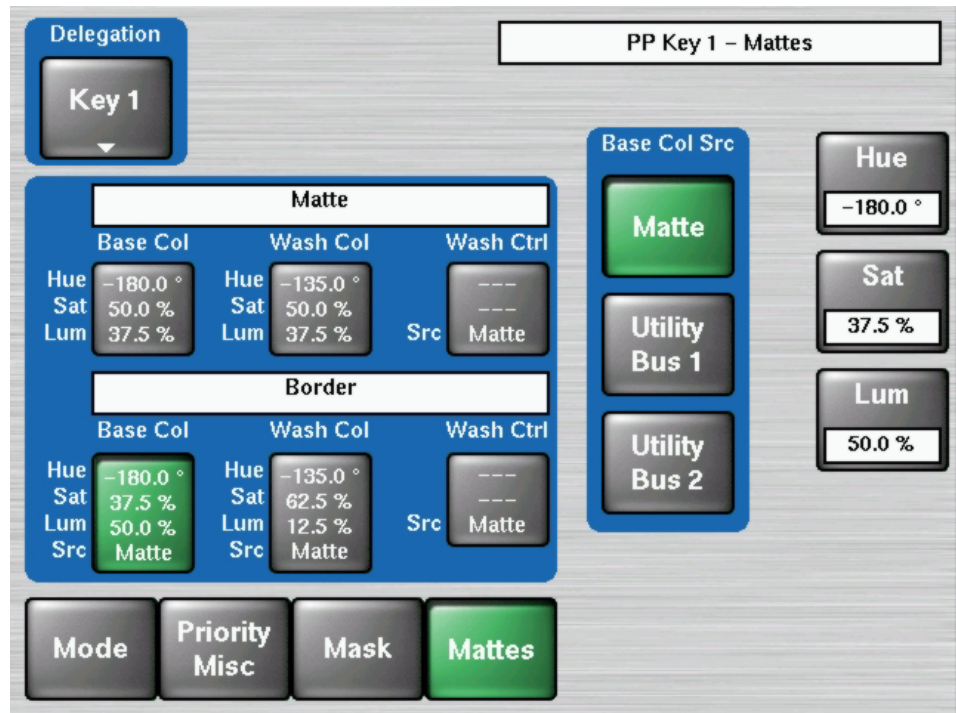 Delegation
PP Key 1 – Mattes
Key 1
Base Col Src
Hue
−180.0 °
Matte
Sat
37.5 %
Utility
Bus 1
Lum
50.0 %
Utility
Bus 2
Matte
Base Col Wash Col Wash Ctrl
Hue −180.0 ° Hue −135.0 ° ---
Sat 50.0 % Sat 50.0 % ---
Lum 37.5 % Lum 37.5 % Src Matte
Border
Base Col Wash Col Wash Ctrl
Hue −180.0 ° Hue −135.0 ° ---
Sat 37.5 % Sat 62.5 % ---
Lum 50.0 % Lum 12.5 % Src Matte
Src Matte Src Matte
Mode
Priority
Misc
Mask
Mattes